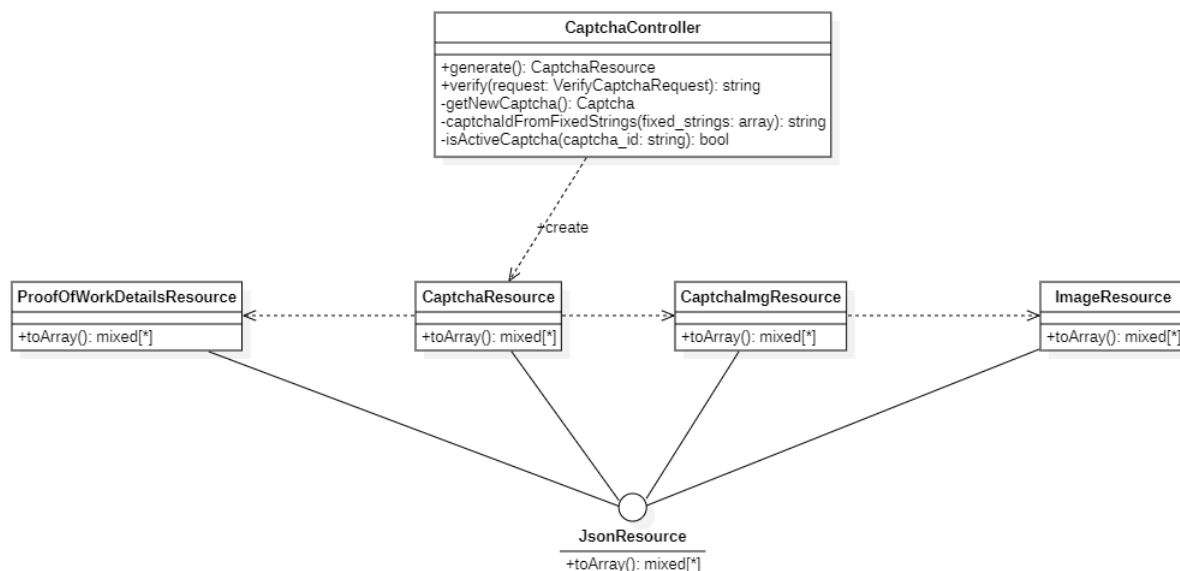 CaptchaController
+generate(): CaptchaResource
+verify(request: VerifyCaptchaRequest): string
-getNewCaptcha(): Captcha
-captchaIdFromFixedStrings(fixed_strings: array): string
-isActiveCaptcha(captcha_id: string): bool
+create
ProofOfWorkDetailsResource
+toArray(): mixed[*]
CaptchaResource
+toArray(): mixed[*]
CaptchaImgResource
+toArray(): mixed[*]
ImageResource
+toArray(): mixed[*]
JsonResource
+toArray(): mixed[*]